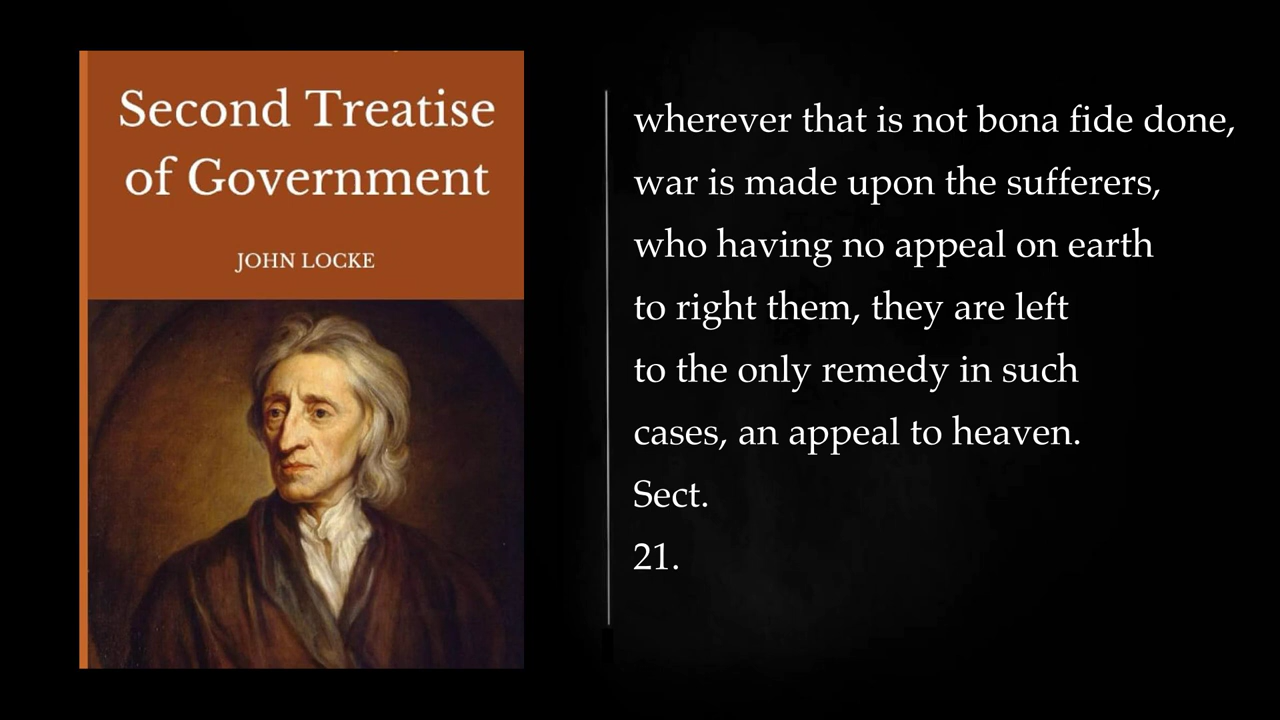 Second Treatise
of Government
JOHN LOCKE
wherever that is not bona fide done,
war is made upon the sufferers,
who having no appeal on earth
to right them, they are left
to the only remedy in such
cases, an appeal to heaven.
Sect.
21.